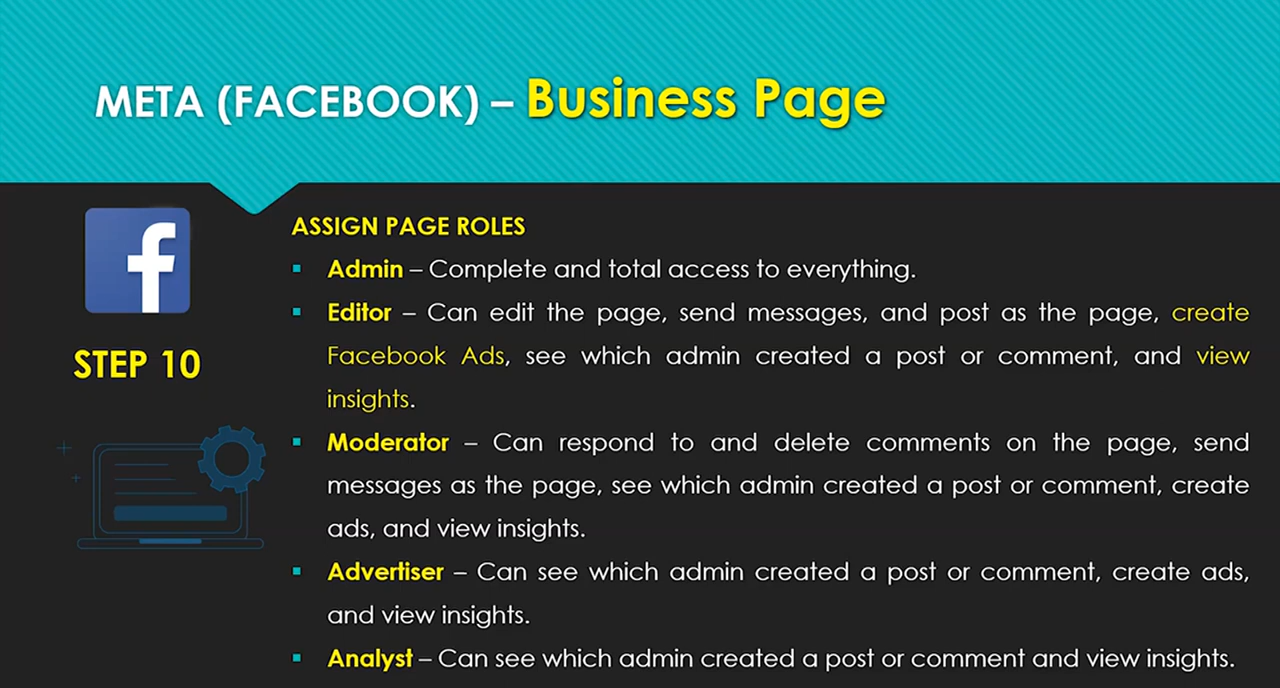 META (FACEBOOK) – Business Page
ASSIGN PAGE ROLES
▪ Admin – Complete and total access to everything.
▪ Editor – Can edit the page, send messages, and post as the page, create
Facebook Ads, see which admin created a post or comment, and view
insights.
▪ Moderator – Can respond to and delete comments on the page, send
messages as the page, see which admin created a post or comment, create
ads, and view insights.
▪ Advertiser – Can see which admin created a post or comment, create ads,
and view insights.
▪ Analyst – Can see which admin created a post or comment and view insights.
f
STEP 10